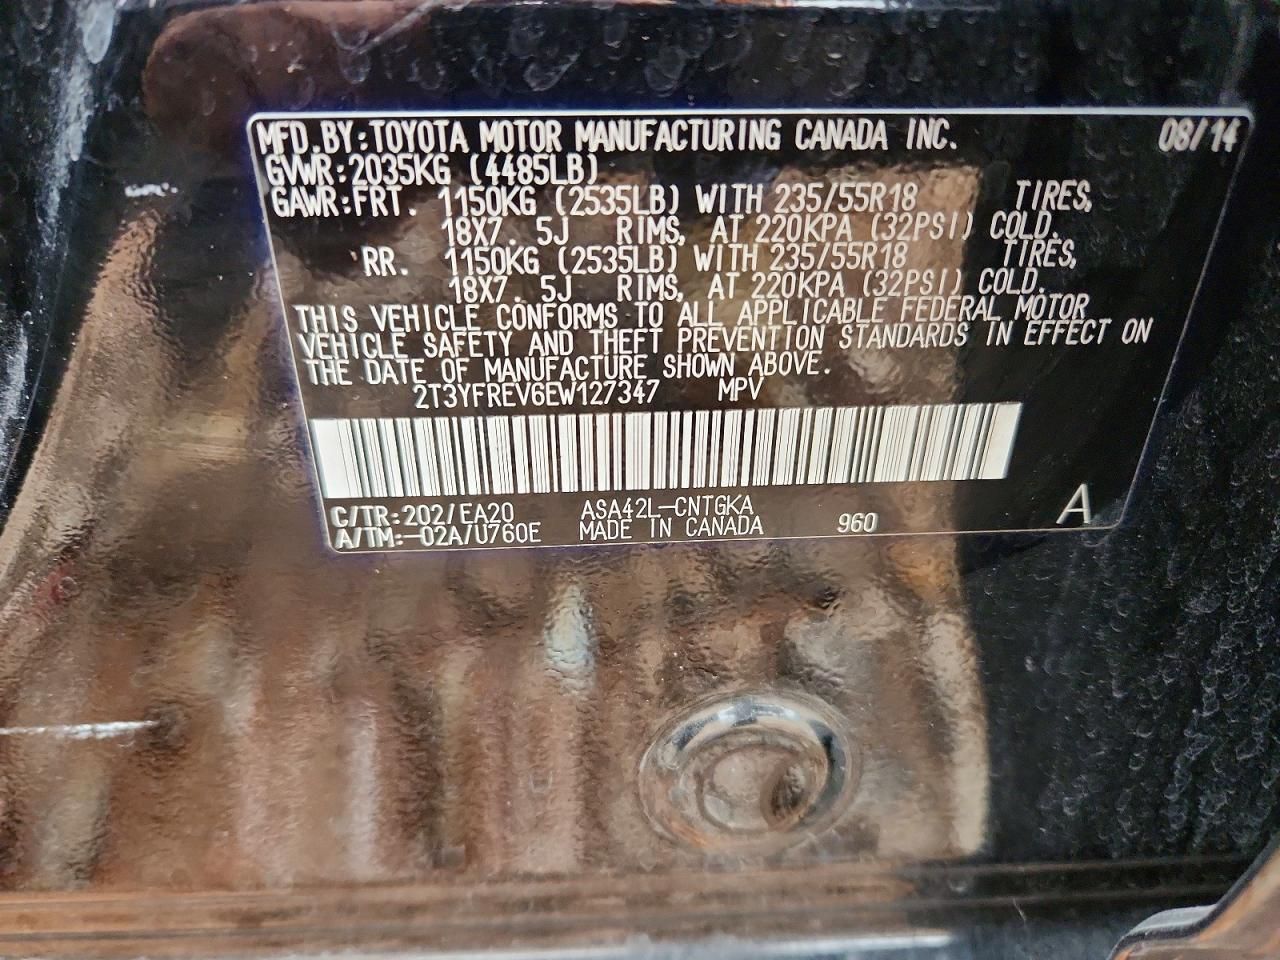 MFD.BY:TOYOTA MOTOR MANUFACTURING CANADA INC. 08/14
GVWR:2035KG (4485LB)
GAWR:FRT. 1150KG (2535LB) WITH 235/55R18 TIRES,
18X7.5J RIMS, AT 220KPA (32PSI) COLD.
RR. 1150KG (2535LB) WITH 235/55R18 TIRES,
18X7.5J RIMS, AT 220KPA (32PSI) COLD.
THIS VEHICLE CONFORMS TO ALL APPLICABLE FEDERAL MOTOR
VEHICLE SAFETY AND THEFT PREVENTION STANDARDS IN EFFECT ON
THE DATE OF MANUFACTURE SHOWN ABOVE.
2T3YFREV6EW127347 MPV
C/TR:202/EA20 ASA42L-CNTGKA
A/TM:-02A/U760E MADE IN CANADA 960 A